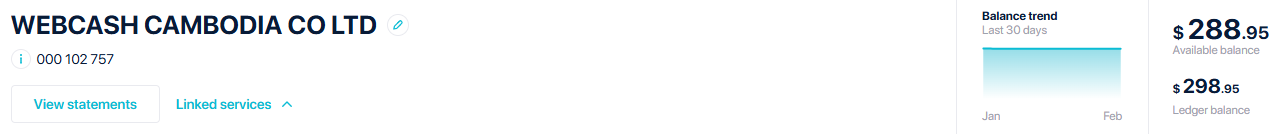 WEBCASH CAMBODIA CO LTD
000 102 757
View statements
Linked services
Balance trend
Last 30 days
Jan
Feb
$ 288.95
Available balance
$ 298.95
Ledger balance